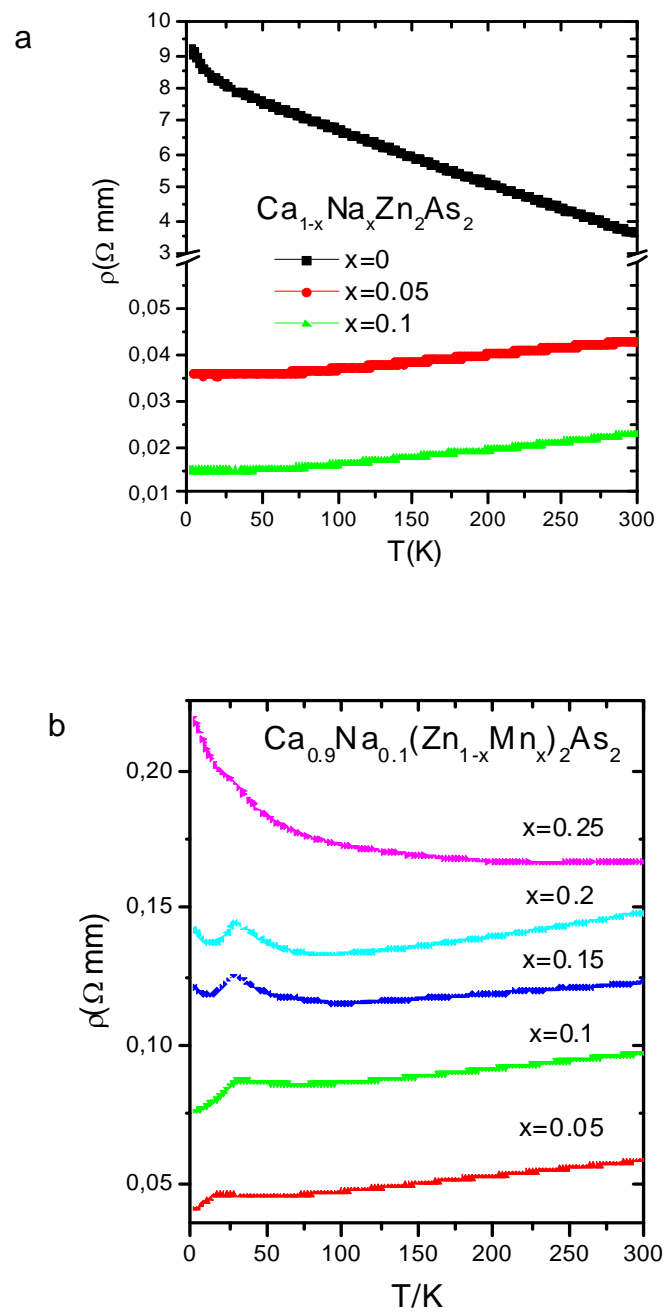 a
10
9
8
7
6
5
4
3
0,05
0,04
0,03
0,02
0,01
ρ(Ω mm)
Ca1-xNaxZn2As2
x=0
x=0.05
x=0.1
0 50 100 150 200 250 300
T(K)
b
0,20
0,15
0,10
0,05
ρ(Ω mm)
Ca0.9Na0.1(Zn1-xMnx)2As2
x=0.25
x=0.2
x=0.15
x=0.1
x=0.05
0 50 100 150 200 250 300
T/K